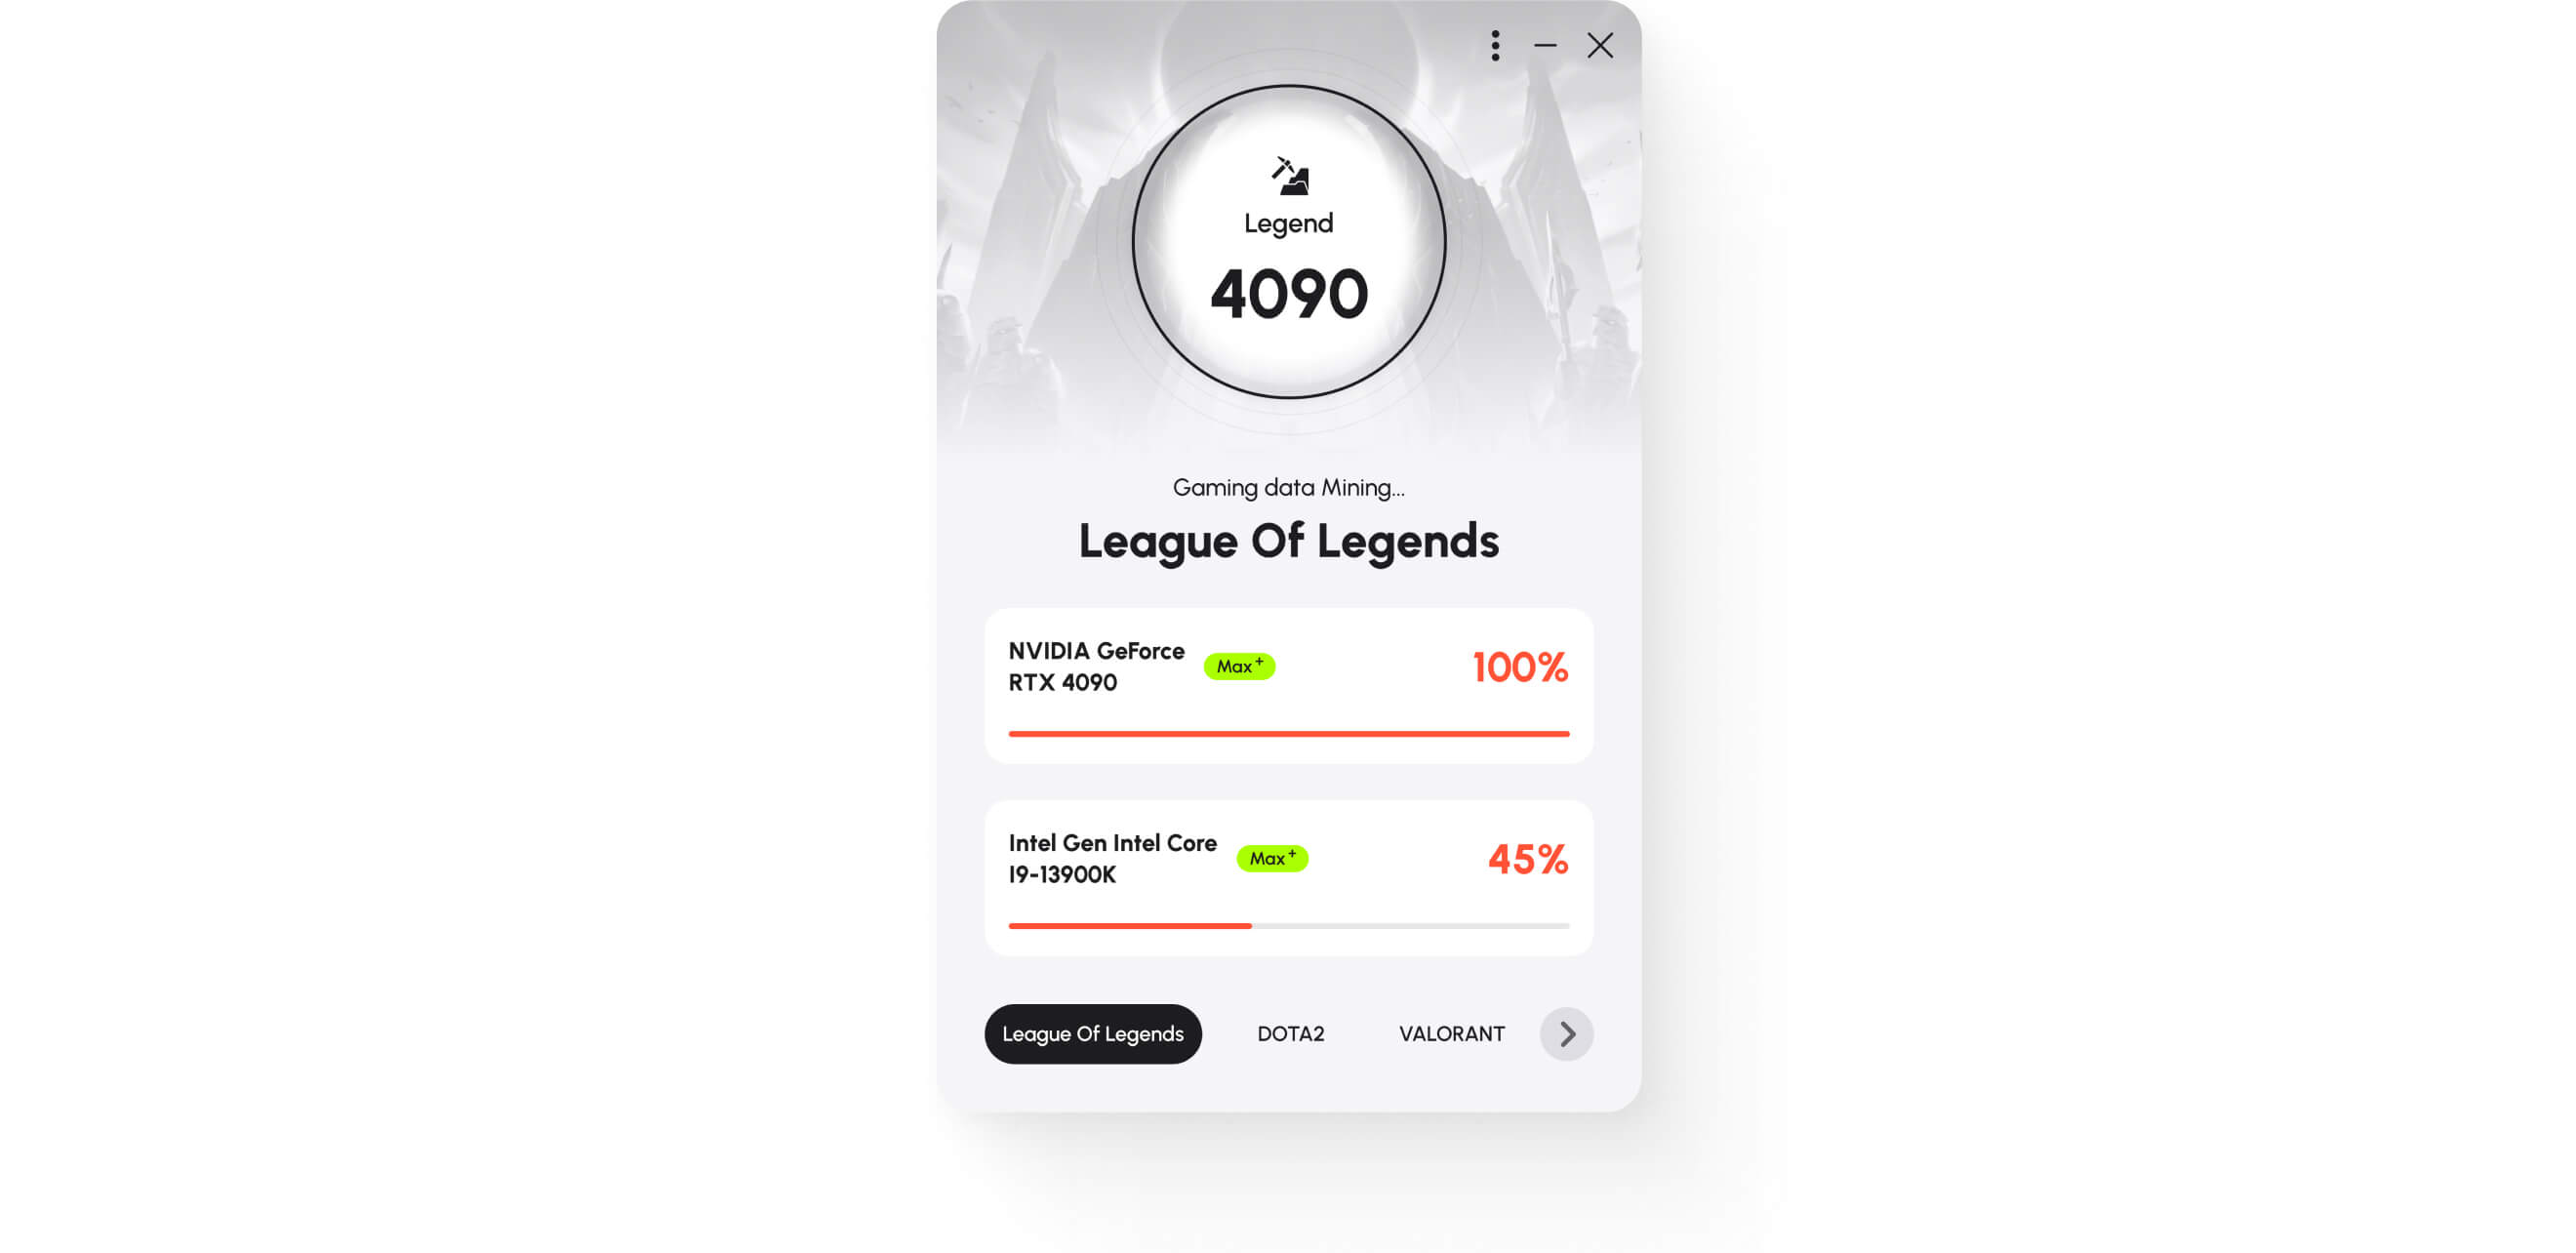 Legend
4090
Gaming data Mining...
League Of Legends
NVIDIA GeForce
RTX 4090
Max+
100%
Intel Gen Intel Core
I9-13900K
Max+
45%
League Of Legends
DOTA2
VALORANT